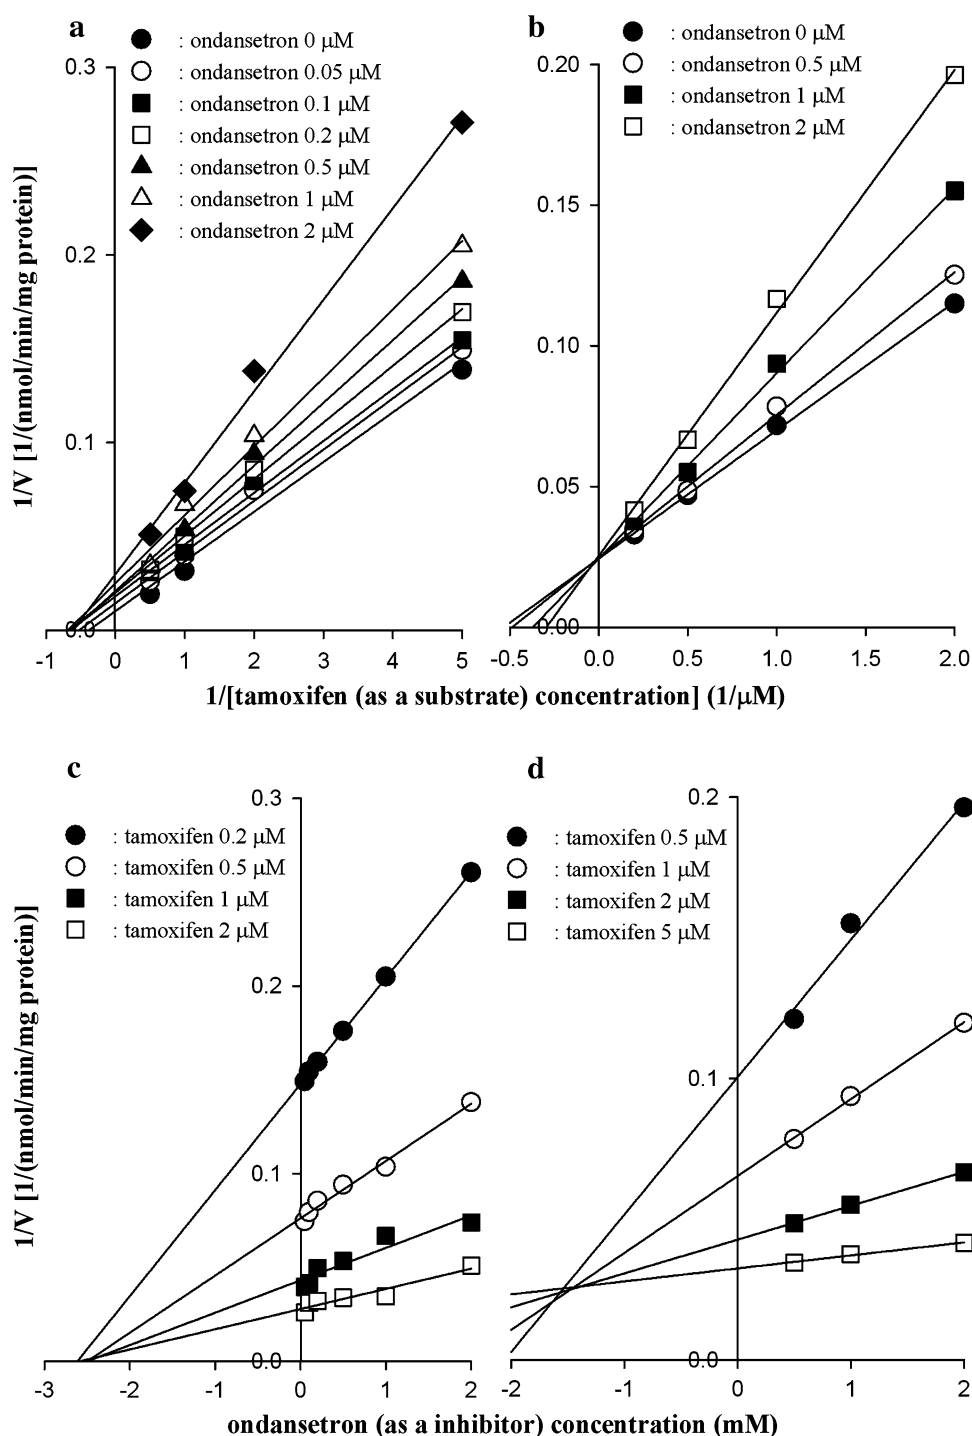 a
: ondansetron 0 μM
: ondansetron 0.05 μM
: ondansetron 0.1 μM
: ondansetron 0.2 μM
: ondansetron 0.5 μM
: ondansetron 1 μM
: ondansetron 2 μM
0.3
0.2
0.1
0.0
-1 0 1 2 3 4 5
b
: ondansetron 0 μM
: ondansetron 0.5 μM
: ondansetron 1 μM
: ondansetron 2 μM
0.20
0.15
0.10
0.05
0.00
-0.5 0.0 0.5 1.0 1.5 2.0
1/V [1/(nmol/min/mg protein)]
1/[tamoxifen (as a substrate) concentration] (1/μM)
c
: tamoxifen 0.2 μM
: tamoxifen 0.5 μM
: tamoxifen 1 μM
: tamoxifen 2 μM
0.3
0.2
0.1
0.0
-3 -2 -1 0 1 2
d
: tamoxifen 0.5 μM
: tamoxifen 1 μM
: tamoxifen 2 μM
: tamoxifen 5 μM
0.2
0.1
0.0
-2 -1 0 1 2
1/V [1/(nmol/min/mg protein)]
ondansetron (as a inhibitor) concentration (mM)